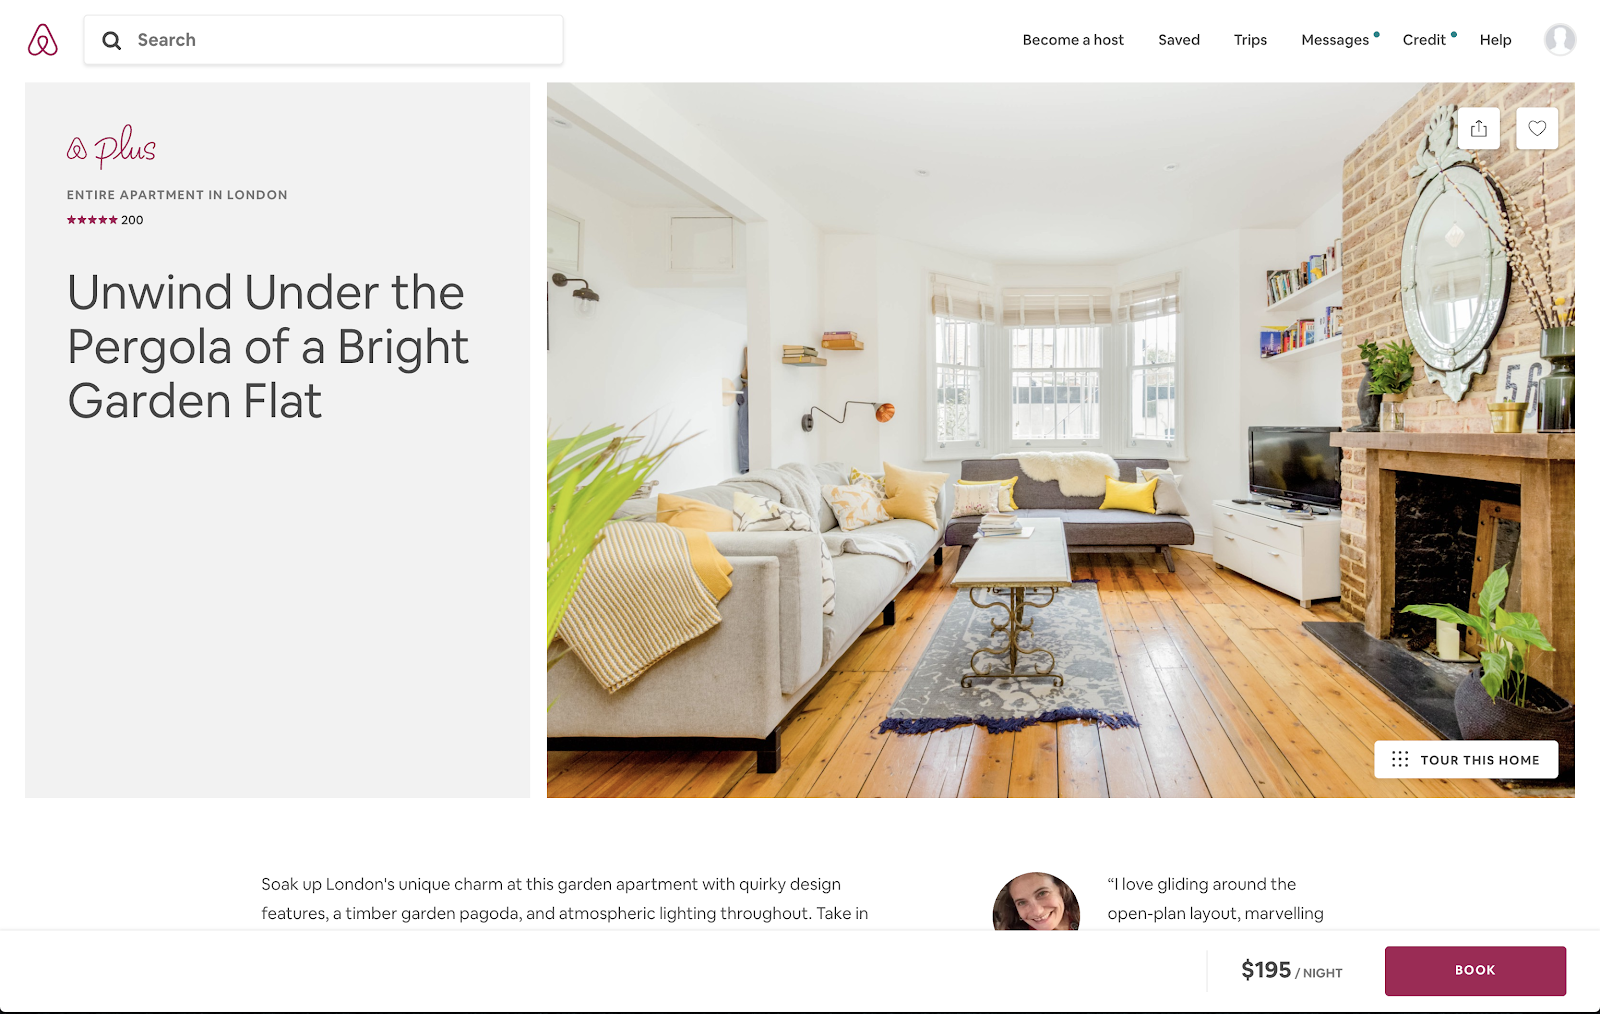 Search
Become a host
Saved
Trips
Messages
Credit
Help
plus
ENTIRE APARTMENT IN LONDON
200
Unwind Under the
Pergola of a Bright
Garden Flat
56
TOUR THIS HOME
Soak up London's unique charm at this garden apartment with quirky design
features, a timber garden pagoda, and atmospheric lighting throughout. Take in
“I love gliding around the
open-plan layout, marvelling
$195 / NIGHT
BOOK